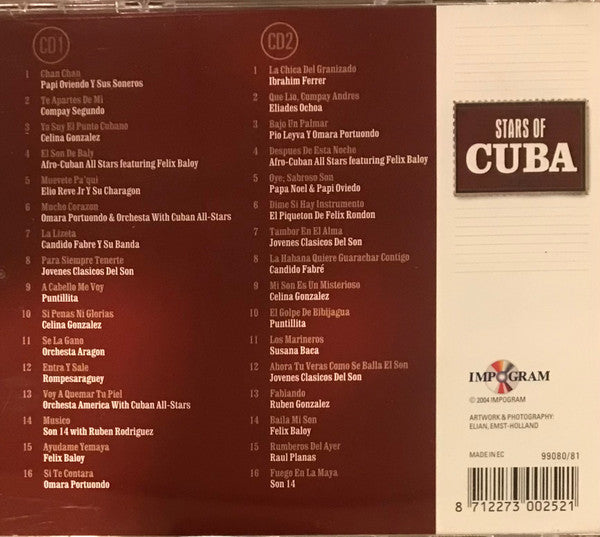 CD1
1 Chan Chan
Papi Oviendo Y Sus Soneros
2 Te Apartes De Mi
Compay Segundo
3 Yo Soy El Punto Cubano
Celina Gonzalez
4 El Son De Baly
Afro-Cuban All Stars featuring Felix Baloy
5 Muevete Pa'qui
Elio Reve Jr Y Su Charagon
6 Mucho Corazon
Omara Portuondo & Orchesta With Cuban All-Stars
7 La Lizeta
Candido Fabre Y Su Banda
8 Para Siempre Tenerte
Jovenes Clasicos Del Son
9 A Cabello Me Voy
Puntillita
10 Si Penas Ni Glorias
Celina Gonzalez
11 Se La Gano
Orchesta Aragon
12 Entra Y Sale
Rompesaraguey
13 Voy A Quemar Tu Piel
Orchesta America With Cuban All-Stars
14 Musico
Son 14 with Ruben Rodriguez
15 Ayudame Yemaya
Felix Baloy
16 Si Te Contara
Omara Portuondo
CD2
1 La Chica Del Granizado
Ibrahim Ferrer
2 Que Lio, Compay Andres
Eliades Ochoa
3 Bajo Un Palmar
Pio Leyva Y Omara Portuondo
4 Despues De Esta Noche
Afro-Cuban All Stars featuring Felix Baloy
5 Oye; Sabroso Son
Papa Noel & Papi Oviedo
6 Dime Si Hay Instrumento
El Piqueton De Felix Rondon
7 Tambor En El Alma
Jovenes Clasicos Del Son
8 La Habana Quiere Guarachar Contigo
Candido Fabré
9 Mi Son Es Un Misterioso
Celina Gonzalez
10 El Golpe De Bibijagua
Puntillita
11 Los Marineros
Susana Baca
12 Ahora Tu Veras Como Se Balla El Son
Jovenes Clasicos Del Son
13 Fabiando
Ruben Gonzalez
14 Baila Mi Son
Felix Baloy
15 Rumberos Del Ayer
Raul Planas
16 Fuego En La Maya
Son 14
STARS OF
CUBA
IMPOGRAM
© 2004 IMPOGRAM
ARTWORK & PHOTOGRAPHY:
ELIAN, EMST-HOLLAND
MADE IN EC 99080/81
8 712273 002521